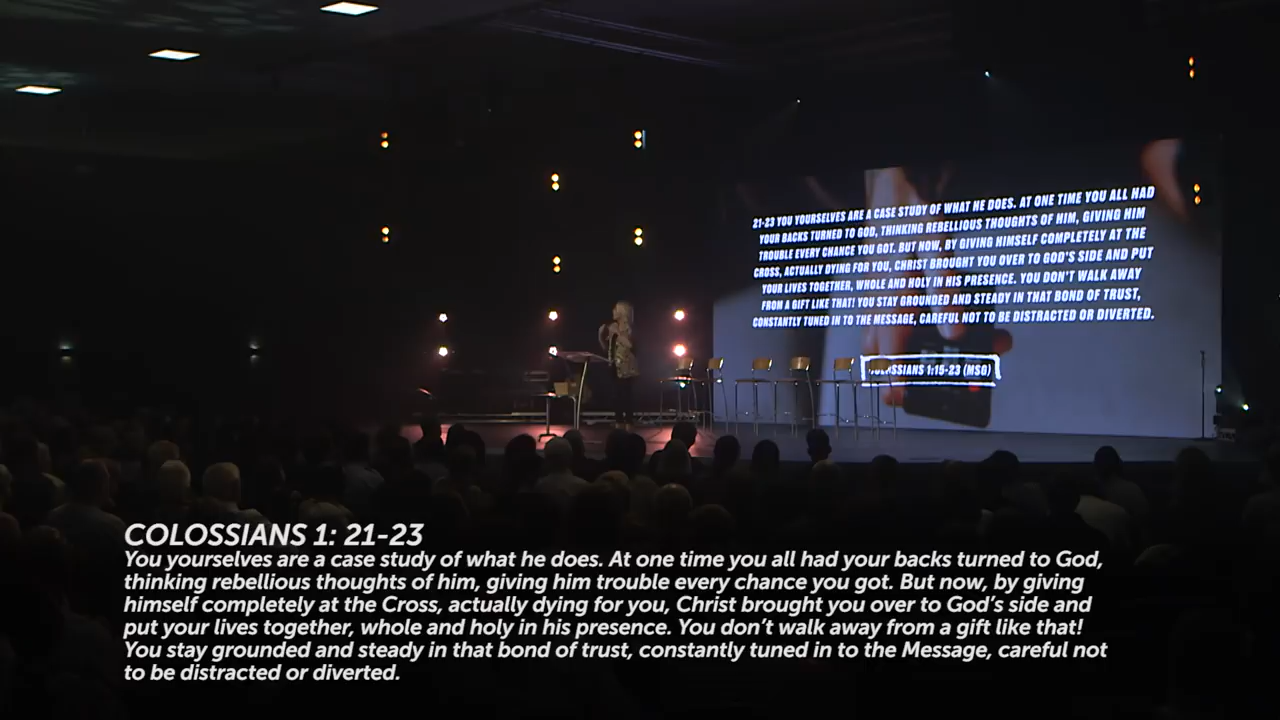 21-23 YOU YOURSELVES ARE A CASE STUDY OF WHAT HE DOES. AT ONE TIME YOU ALL HAD
YOUR BACKS TURNED TO GOD, THINKING REBELLIOUS THOUGHTS OF HIM, GIVING HIM
TROUBLE EVERY CHANCE YOU GOT. BUT NOW, BY GIVING HIMSELF COMPLETELY AT THE
CROSS, ACTUALLY DYING FOR YOU, CHRIST BROUGHT YOU OVER TO GOD'S SIDE AND PUT
YOUR LIVES TOGETHER, WHOLE AND HOLY IN HIS PRESENCE. YOU DON'T WALK AWAY
FROM A GIFT LIKE THAT! YOU STAY GROUNDED AND STEADY IN THAT BOND OF TRUST,
CONSTANTLY TUNED IN TO THE MESSAGE, CAREFUL NOT TO BE DISTRACTED OR DIVERTED.
COLOSSIANS 1:15-23 (MSG)
COLOSSIANS 1: 21-23
You yourselves are a case study of what he does. At one time you all had your backs turned to God,
thinking rebellious thoughts of him, giving him trouble every chance you got. But now, by giving
himself completely at the Cross, actually dying for you, Christ brought you over to God's side and
put your lives together, whole and holy in his presence. You don't walk away from a gift like that!
You stay grounded and steady in that bond of trust, constantly tuned in to the Message, careful not
to be distracted or diverted.